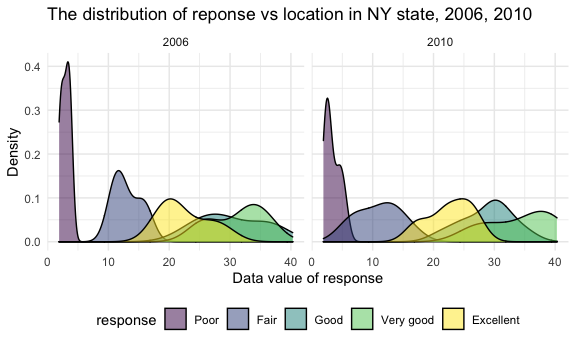 The distribution of reponse vs location in NY state, 2006, 2010
2006 2010
0.4
0.3
0.2
0.1
0.0
Density
0 10 20 30 40 0 10 20 30 40
Data value of response
response Poor Fair Good Very good Excellent